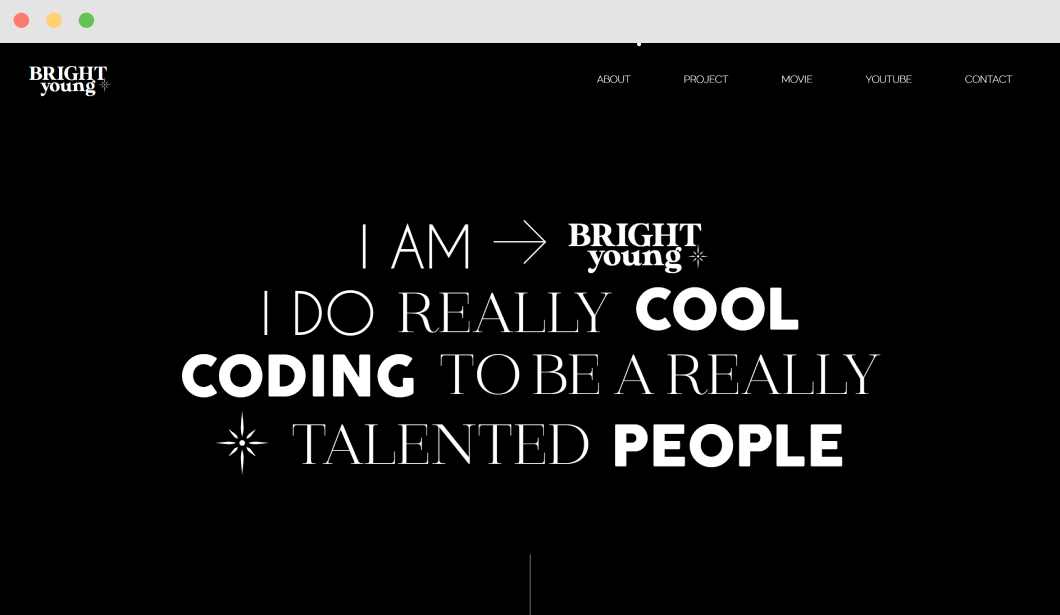 BRIGHT
young
ABOUT PROJECT MOVIE YOUTUBE CONTACT
I AM → BRIGHT
young
I DO REALLY COOL
CODING TO BE A REALLY
TALENTED PEOPLE